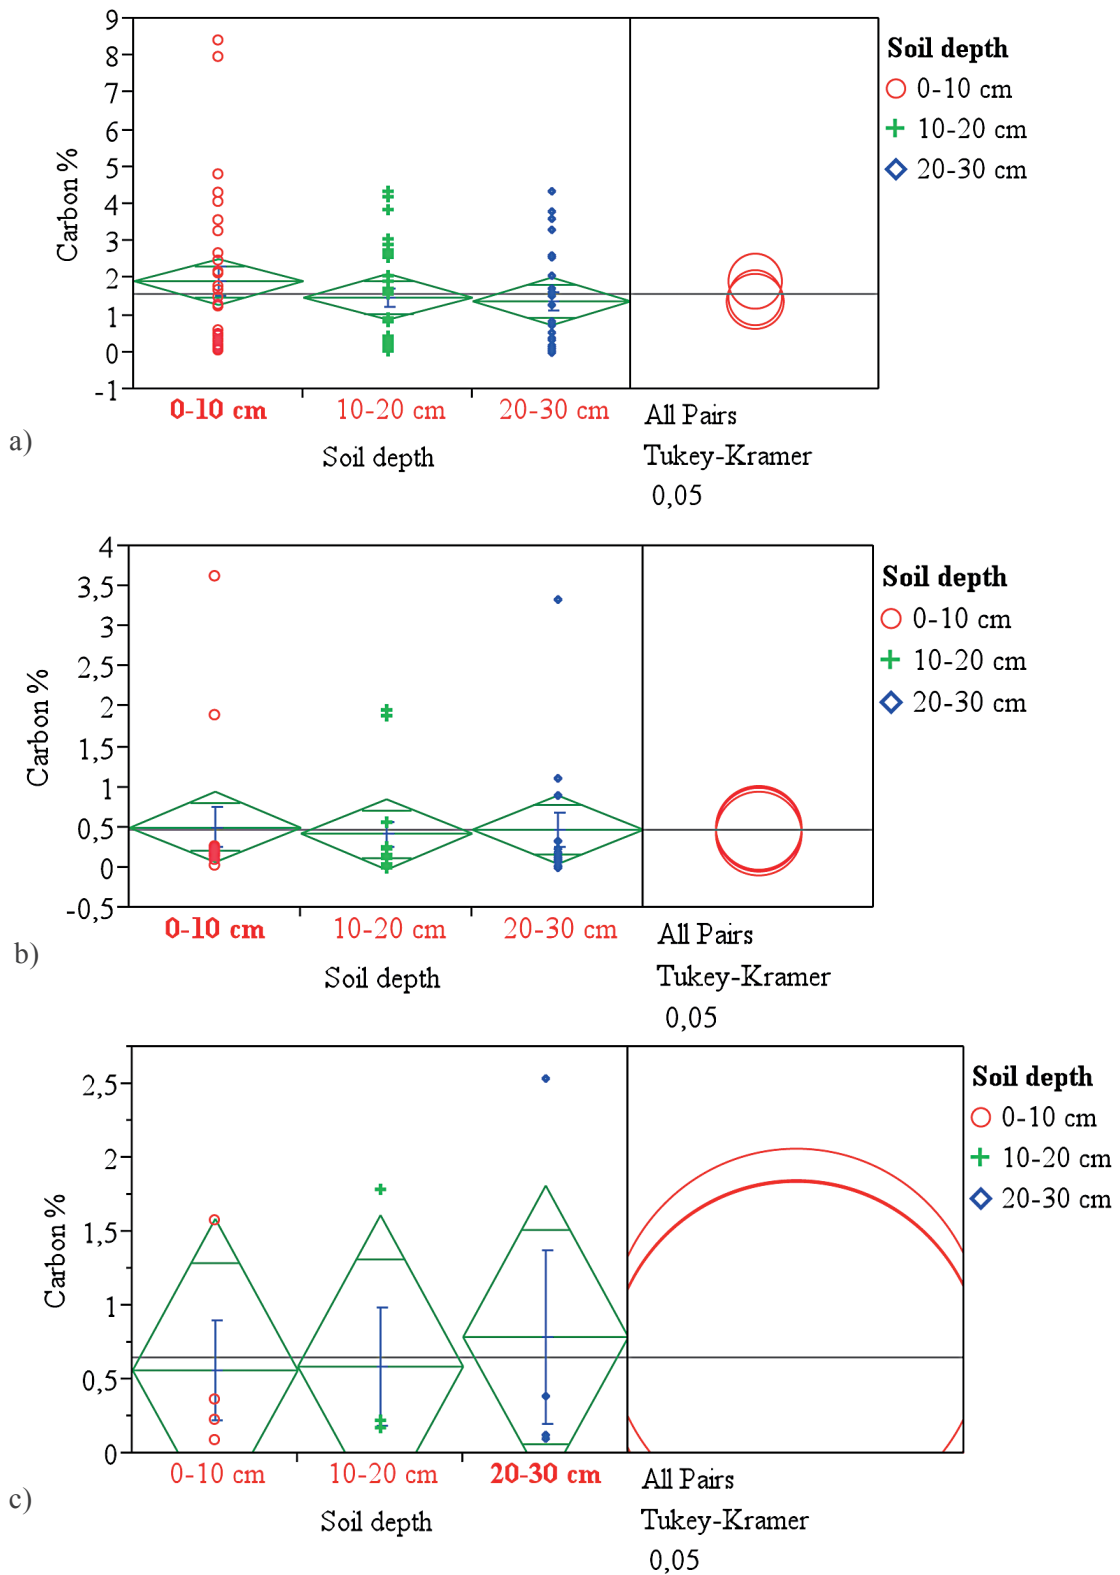 9
8
7
6
5
4
3
2
1
0
-1
Carbon %
0-10 cm
10-20 cm
20-30 cm
Soil depth
All Pairs
Tukey-Kramer
0,05
Soil depth
0-10 cm
10-20 cm
20-30 cm
a)
4
3,5
3
2,5
2
1,5
1
0,5
0
-0,5
Carbon %
0-10 cm
10-20 cm
20-30 cm
Soil depth
All Pairs
Tukey-Kramer
0,05
Soil depth
0-10 cm
10-20 cm
20-30 cm
b)
2,5
2
1,5
1
0,5
0
Carbon %
0-10 cm
10-20 cm
20-30 cm
Soil depth
All Pairs
Tukey-Kramer
0,05
Soil depth
0-10 cm
10-20 cm
20-30 cm
c)